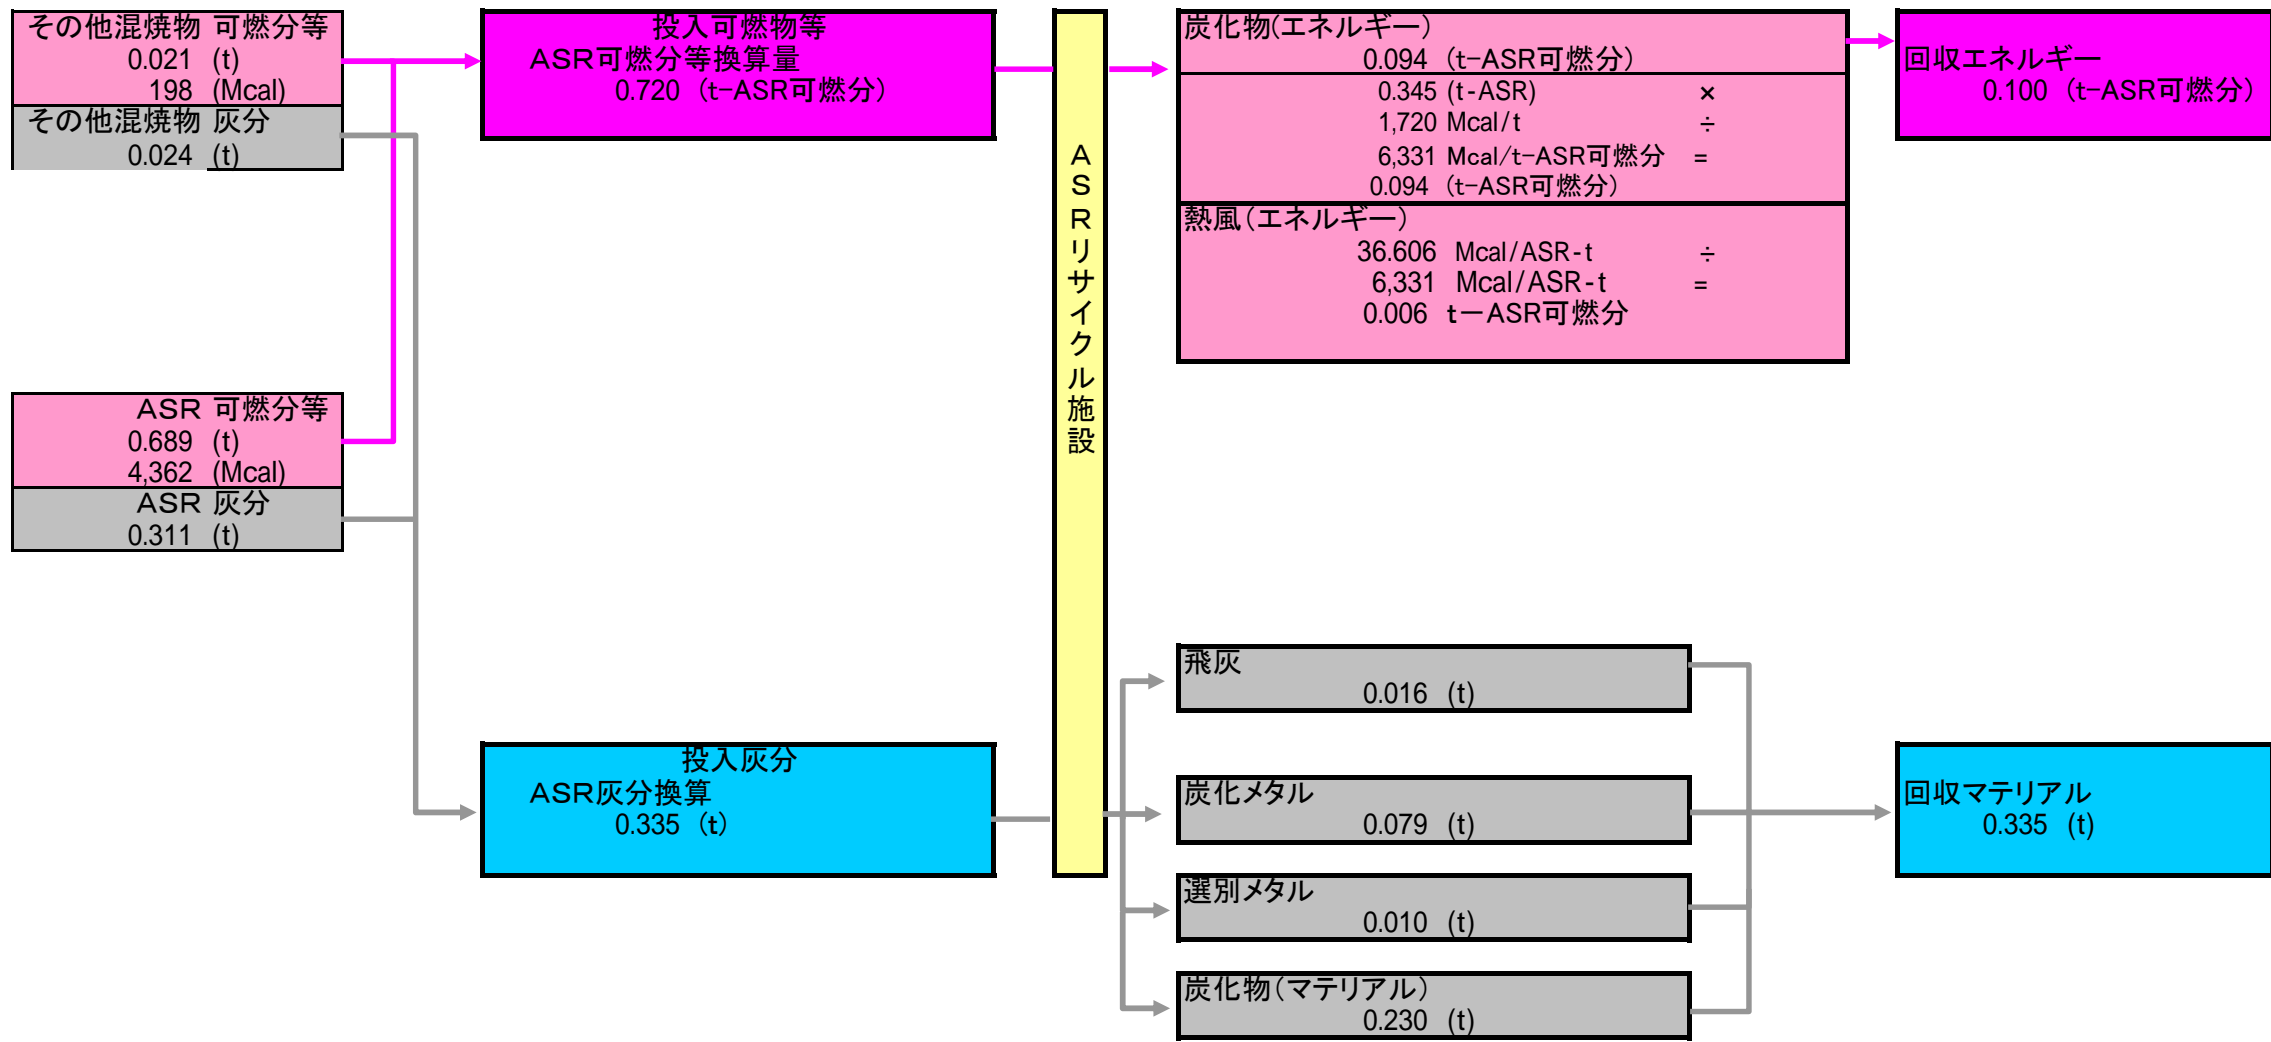 その他混焼物 可燃分等
0.021 (t)
198 (Mcal)
その他混焼物 灰分
0.024 (t)
ASR 可燃分等
0.689 (t)
4,362 (Mcal)
ASR 灰分
0.311 (t)
投入可燃物等
ASR可燃分等換算量
0.720 (t-ASR可燃分)
投入灰分
ASR灰分換算
0.335 (t)
ASRリサイクル施設
炭化物(エネルギー)
0.094 (t-ASR可燃分)
0.345 (t-ASR) ×
1,720 Mcal/t ÷
6,331 Mcal/t-ASR可燃分 =
0.094 (t-ASR可燃分)
熱風(エネルギー)
36.606 Mcal/ASR-t ÷
6,331 Mcal/ASR-t =
0.006 t-ASR可燃分
飛灰
0.016 (t)
炭化メタル
0.079 (t)
選別メタル
0.010 (t)
炭化物(マテリアル)
0.230 (t)
回収エネルギー
0.100 (t-ASR可燃分)
回収マテリアル
0.335 (t)